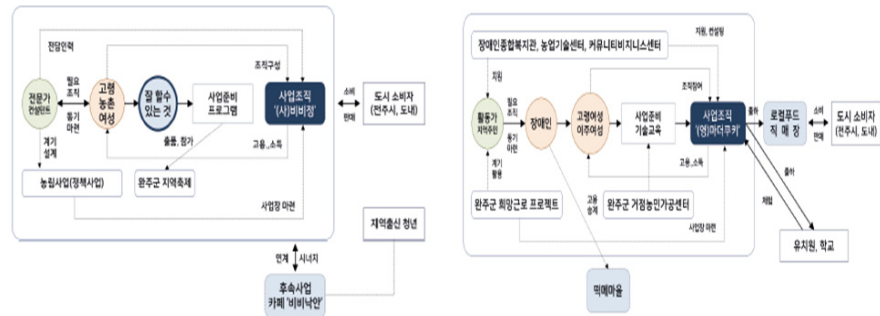 전담인력
조직구성
전문가
컨설턴트
필요
조직
동기
마련
고령
농촌
여성
잘 할수
있는 것
사업준비
프로그램
사업조직
'(사)비비정'
소비
판매
도시 소비자
(전주시, 도내)
계기
설계
출품, 참가
고용, 소득
농림사업(정책사업)
완주군 지역축제
사업장 마련
지역출신 청년
연계
시너지
후속사업
카페 '비비낙안'
장애인종합복지관, 농업기술센터, 커뮤니티비지니스센터
지원, 컨설팅
지원
조직참여
활동가
지역주민
필요
조직
동기
마련
장애인
고령여성
이주여성
사업준비
기술교육
사업조직
'(영)마더쿠키'
출하
로컬푸드
직매장
소비
판매
도시 소비자
(전주시, 도내)
계기
활용
고용, 소득
고용
승계
출하
체험
완주군 희망근로 프로젝트
완주군 거점농민가공센터
사업장 마련
유치원, 학교
떡메마을